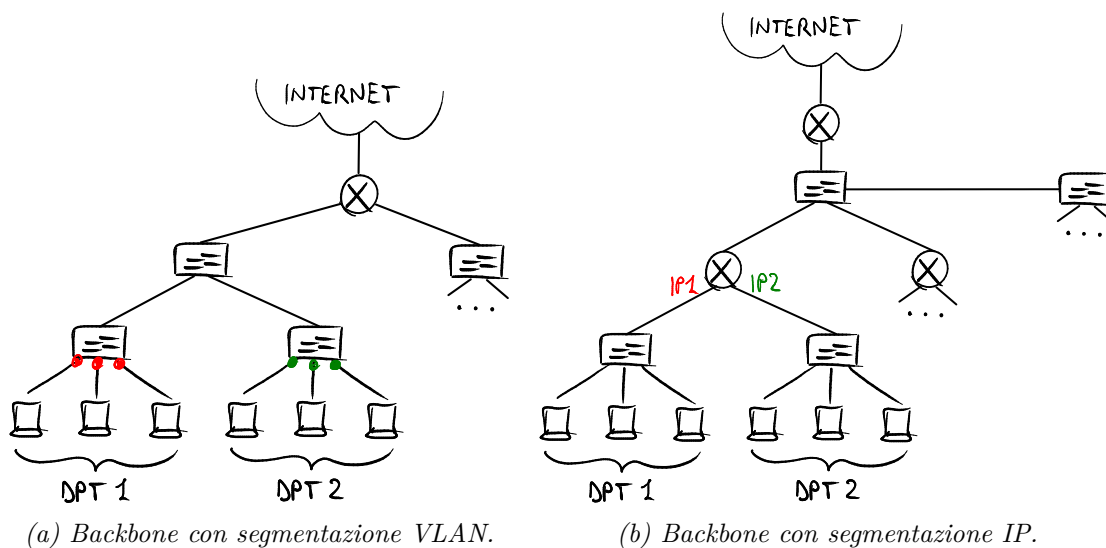 INTERNET
DPT 1
DPT 2
(a) Backbone con segmentazione VLAN.
INTERNET
IP1
IP2
...
...
...
DPT 1
DPT 2
(b) Backbone con segmentazione IP.